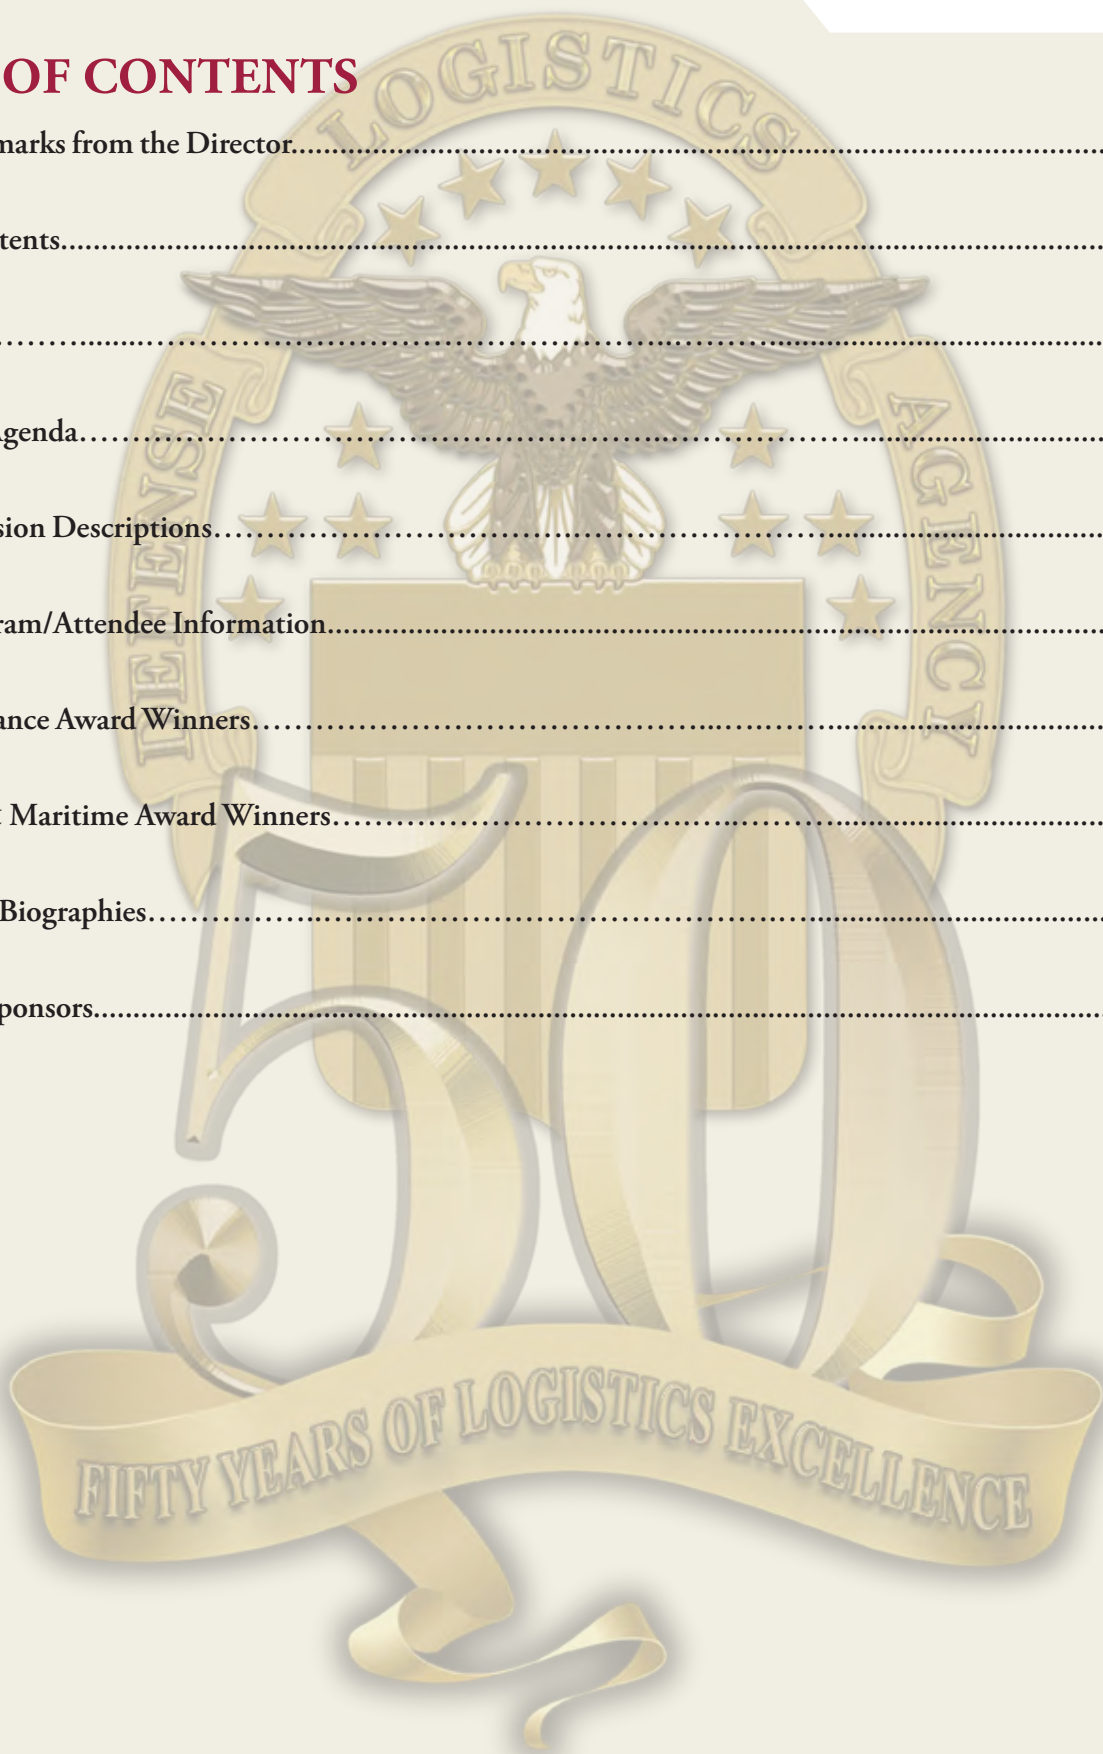 OF CONTENTS
marks from the Director
tents
genda
sion Descriptions
ram/Attendee Information
ance Award Winners
t Maritime Award Winners
Biographies
ponsors
DEFENSE LOGISTICS AGENCY
50
FIFTY YEARS OF LOGISTICS EXCELLENCE